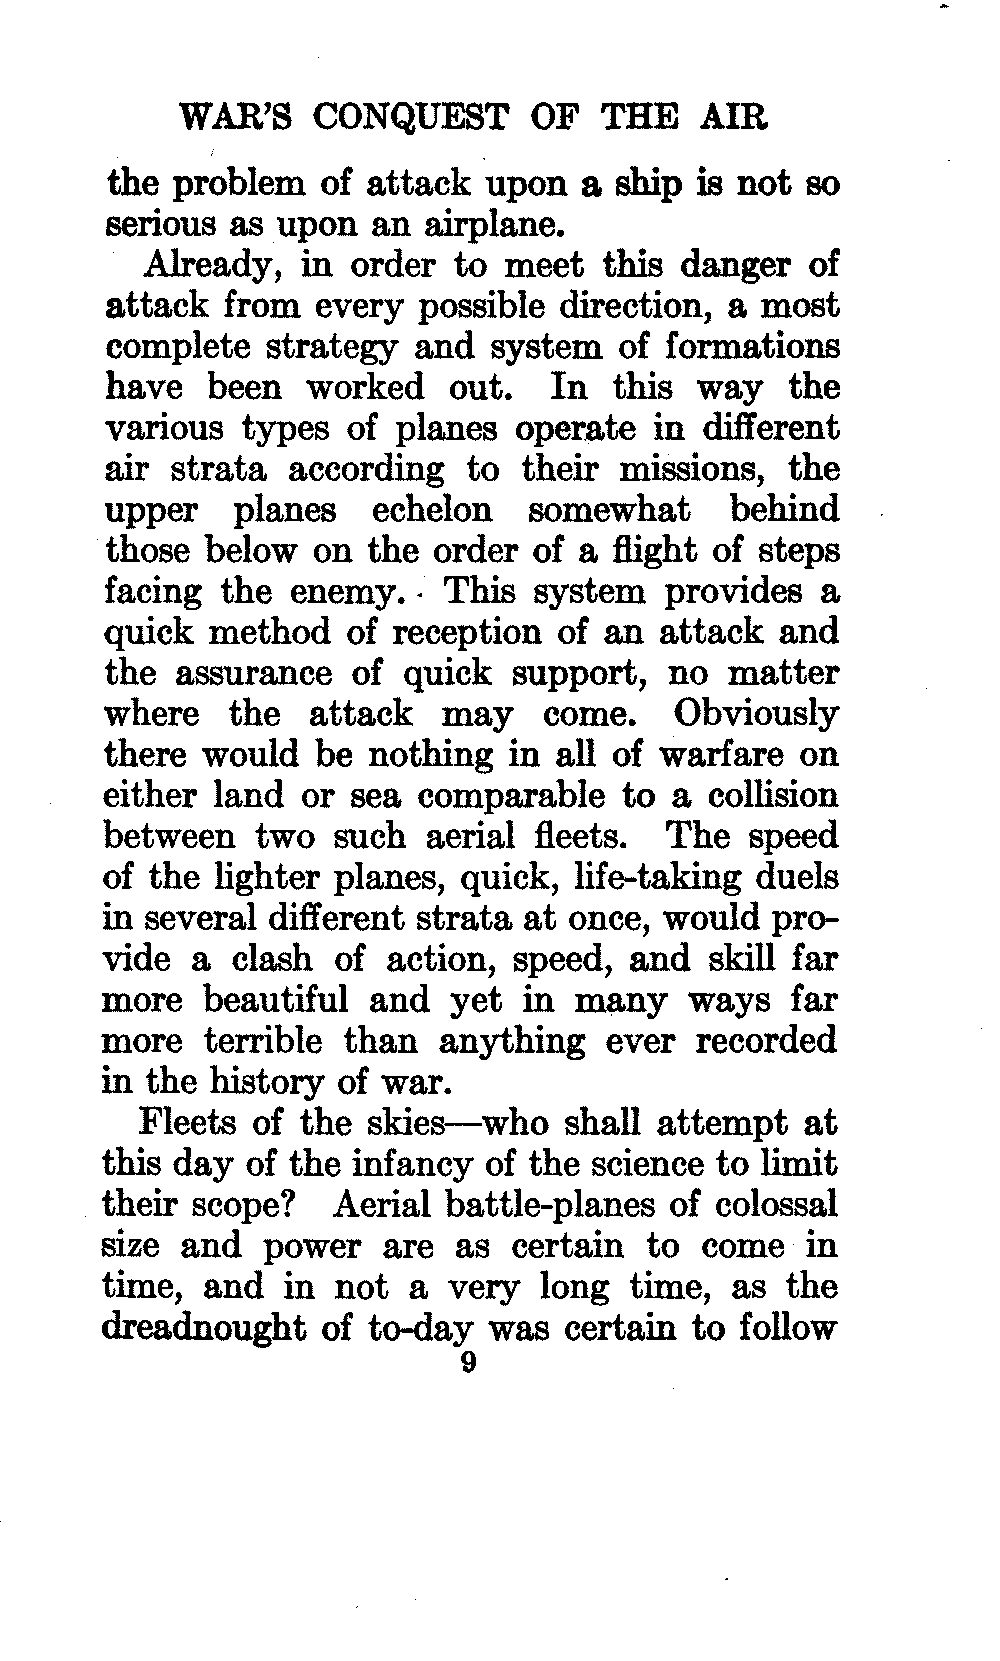 WAR'S CONQUEST OF THE AIR
the problem of attack upon a ship is not so
serious as upon an airplane.
Already, in order to meet this danger of
attack from every possible direction, a most
complete strategy and system of formations
have been worked out. In this way the
various types of planes operate in different
air strata according to their missions, the
upper planes echelon somewhat behind
those below on the order of a flight of steps
facing the enemy. This system provides a
quick method of reception of an attack and
the assurance of quick support, no matter
where the attack may come. Obviously
there would be nothing in all of warfare on
either land or sea comparable to a collision
between two such aerial fleets. The speed
of the lighter planes, quick, life-taking duels
in several different strata at once, would pro-
vide a clash of action, speed, and skill far
more beautiful and yet in many ways far
more terrible than anything ever recorded
in the history of war.
Fleets of the skies—who shall attempt at
this day of the infancy of the science to limit
their scope? Aerial battle-planes of colossal
size and power are as certain to come in
time, and in not a very long time, as the
dreadnought of to-day was certain to follow
9